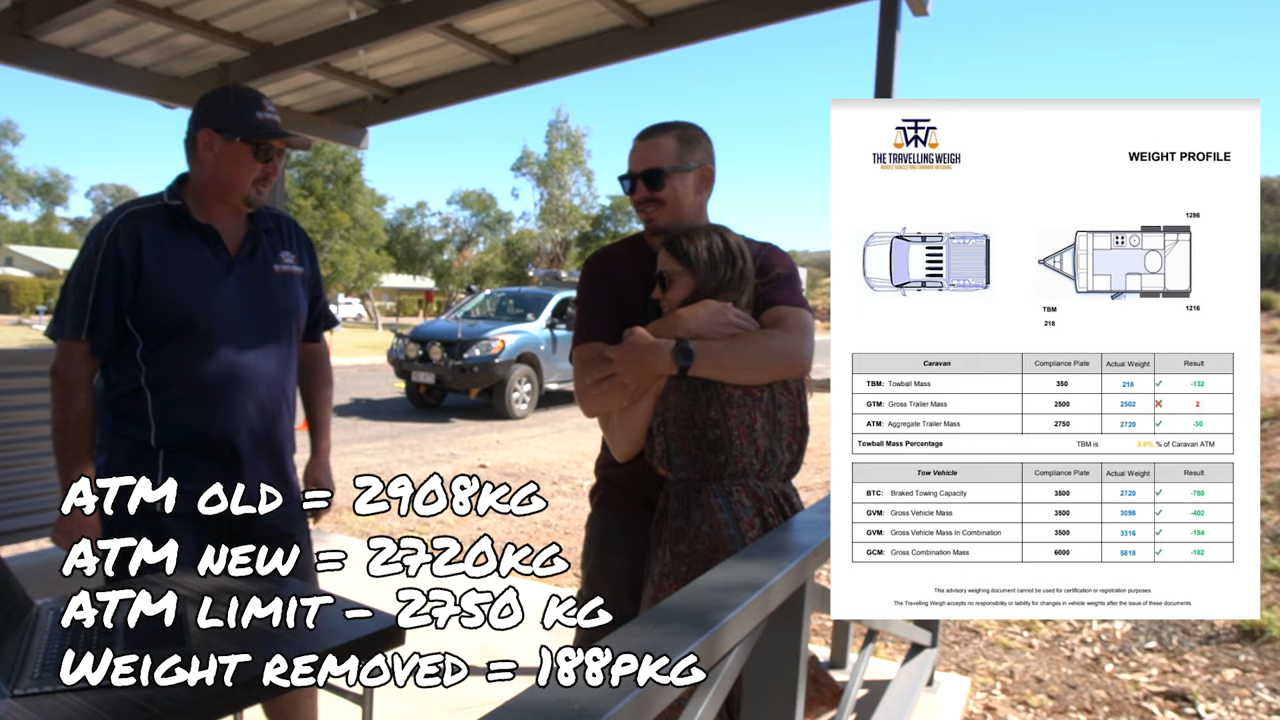 THE TRAVELLING WEIGH
MOBILE VEHICLE AND CARAVAN WEIGHING
WEIGHT PROFILE
1286
TBM
218
1216
Caravan Compliance Plate Actual Weight Result
TBM: Towball Mass 350 218 -132
GTM: Gross Trailer Mass 2500 2502 2
ATM: Aggregate Trailer Mass 2750 2720 -30
Towball Mass Percentage TBM is 8.0% % of Caravan ATM
Tow Vehicle Compliance Plate Actual Weight Result
BTC: Braked Towing Capacity 3500 2720 -780
GVM: Gross Vehicle Mass 3500 3098 -402
GVM: Gross Vehicle Mass In Combination 3500 3316 -184
GCM: Gross Combination Mass 6000 5818 -182
This advisory weighing document cannot be used for certification or registration purposes.
The Travelling Weigh accepts no responsibility or liability for changes in vehicle weights after the issue of these documents.
ATM old = 2908kg
ATM new = 2720kg
ATM limit - 2750 kg
Weight removed = 188pkg